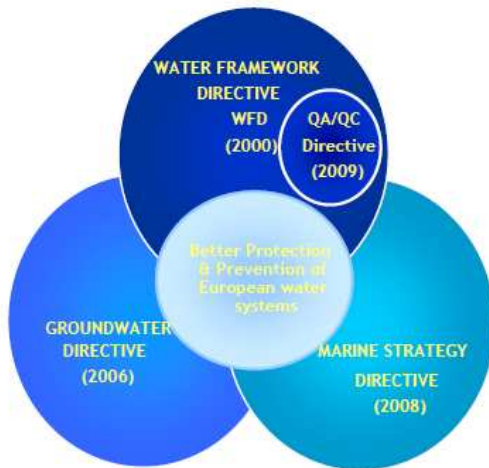 WATER FRAMEWORK
DIRECTIVE
WFD
(2000)
QA/QC
Directive
(2009)
Better Protection
& Prevention of
European water
systems
GROUNDWATER
DIRECTIVE
(2006)
MARINE STRATEGY
DIRECTIVE
(2008)